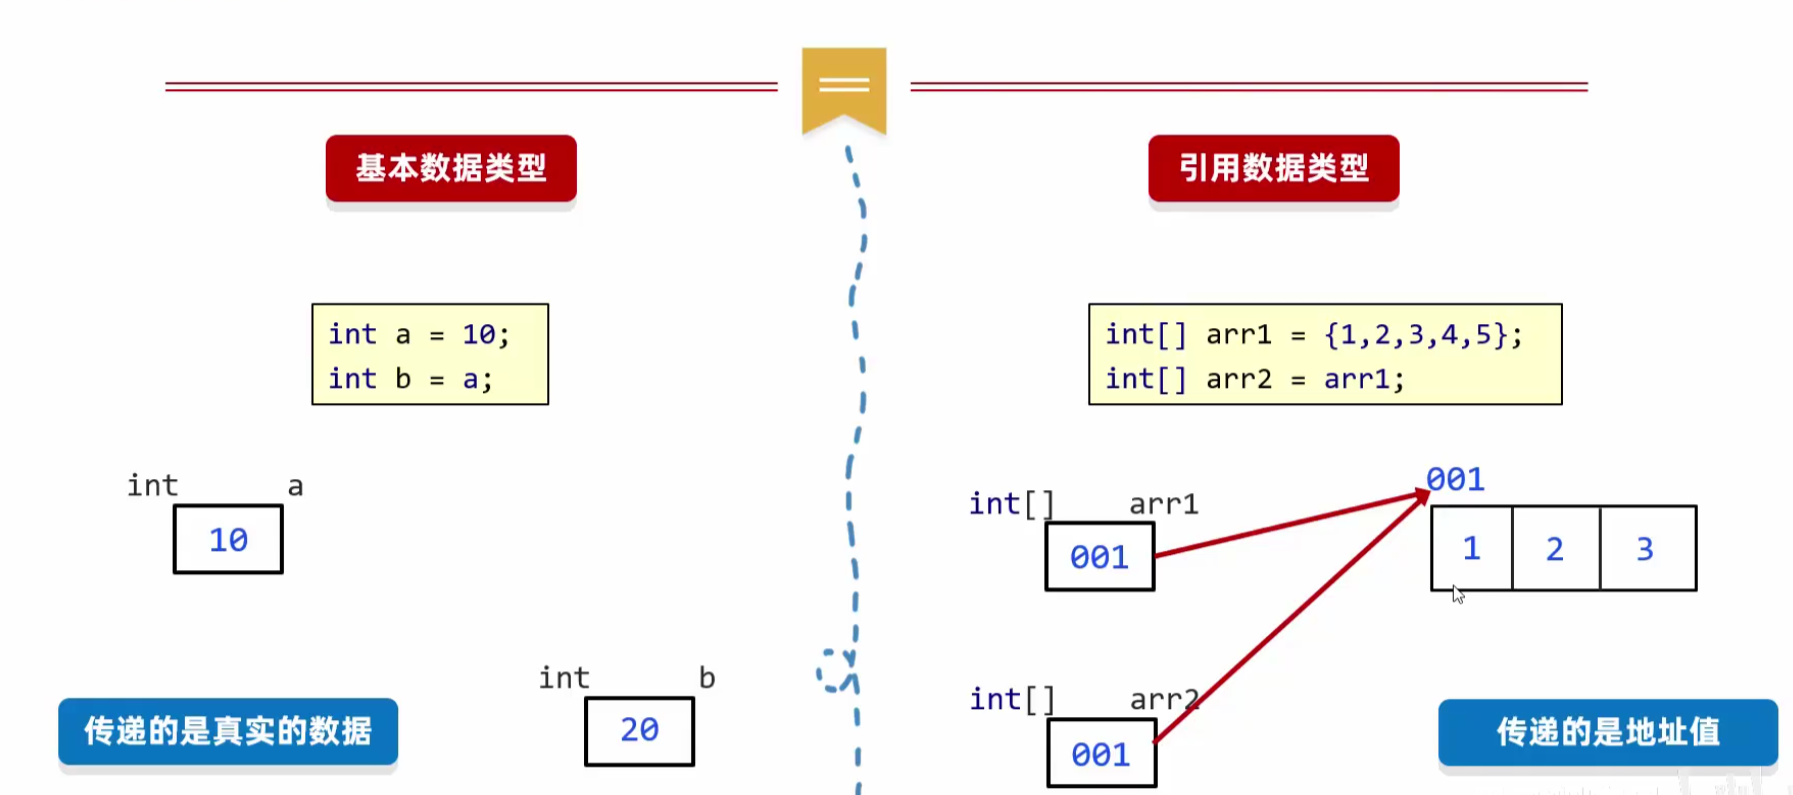 基本数据类型
int a = 10;
int b = a;
int a
10
int b
20
传递的是真实的数据
引用数据类型
int[] arr1 = {1,2,3,4,5};
int[] arr2 = arr1;
int[] arr1
001
001
1 2 3
int[] arr2
001
传递的是地址值